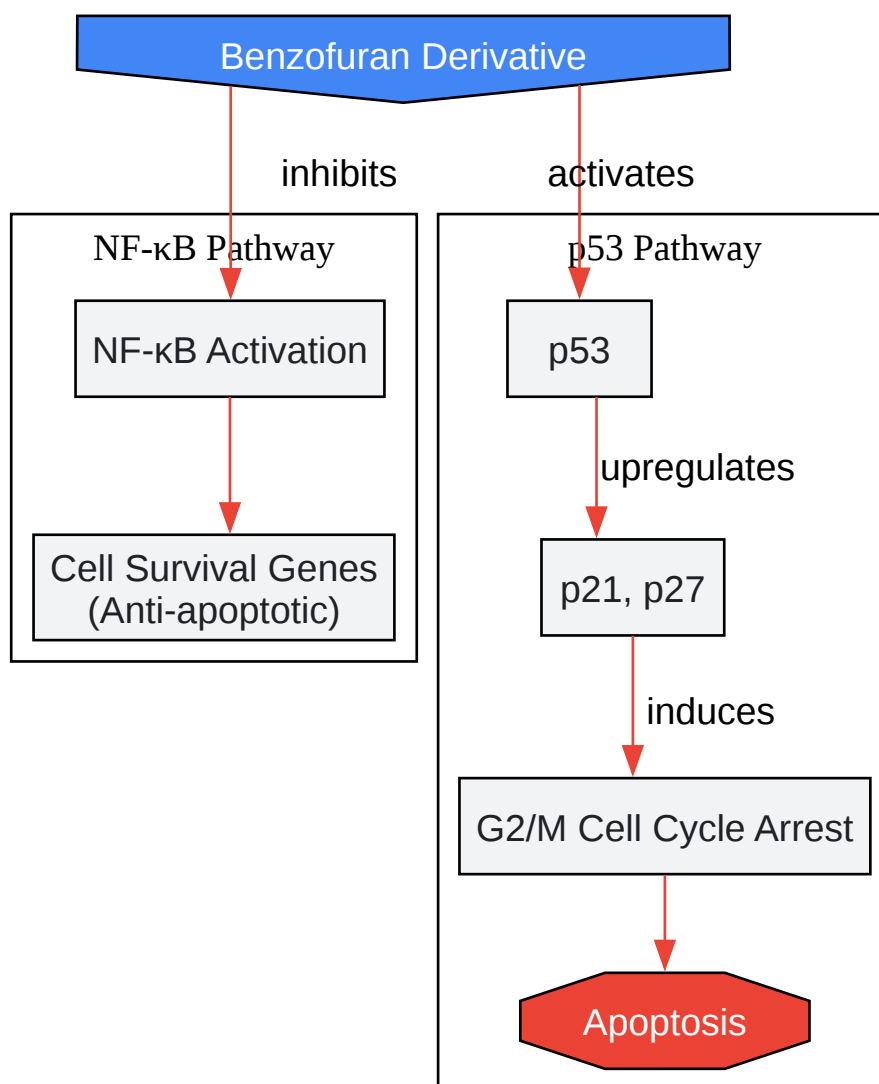 Benzofuran Derivative
inhibits
activates
NF-κB Pathway
p53 Pathway
NF-κB Activation
p53
upregulates
Cell Survival Genes
(Anti-apoptotic)
p21, p27
induces
G2/M Cell Cycle Arrest
Apoptosis